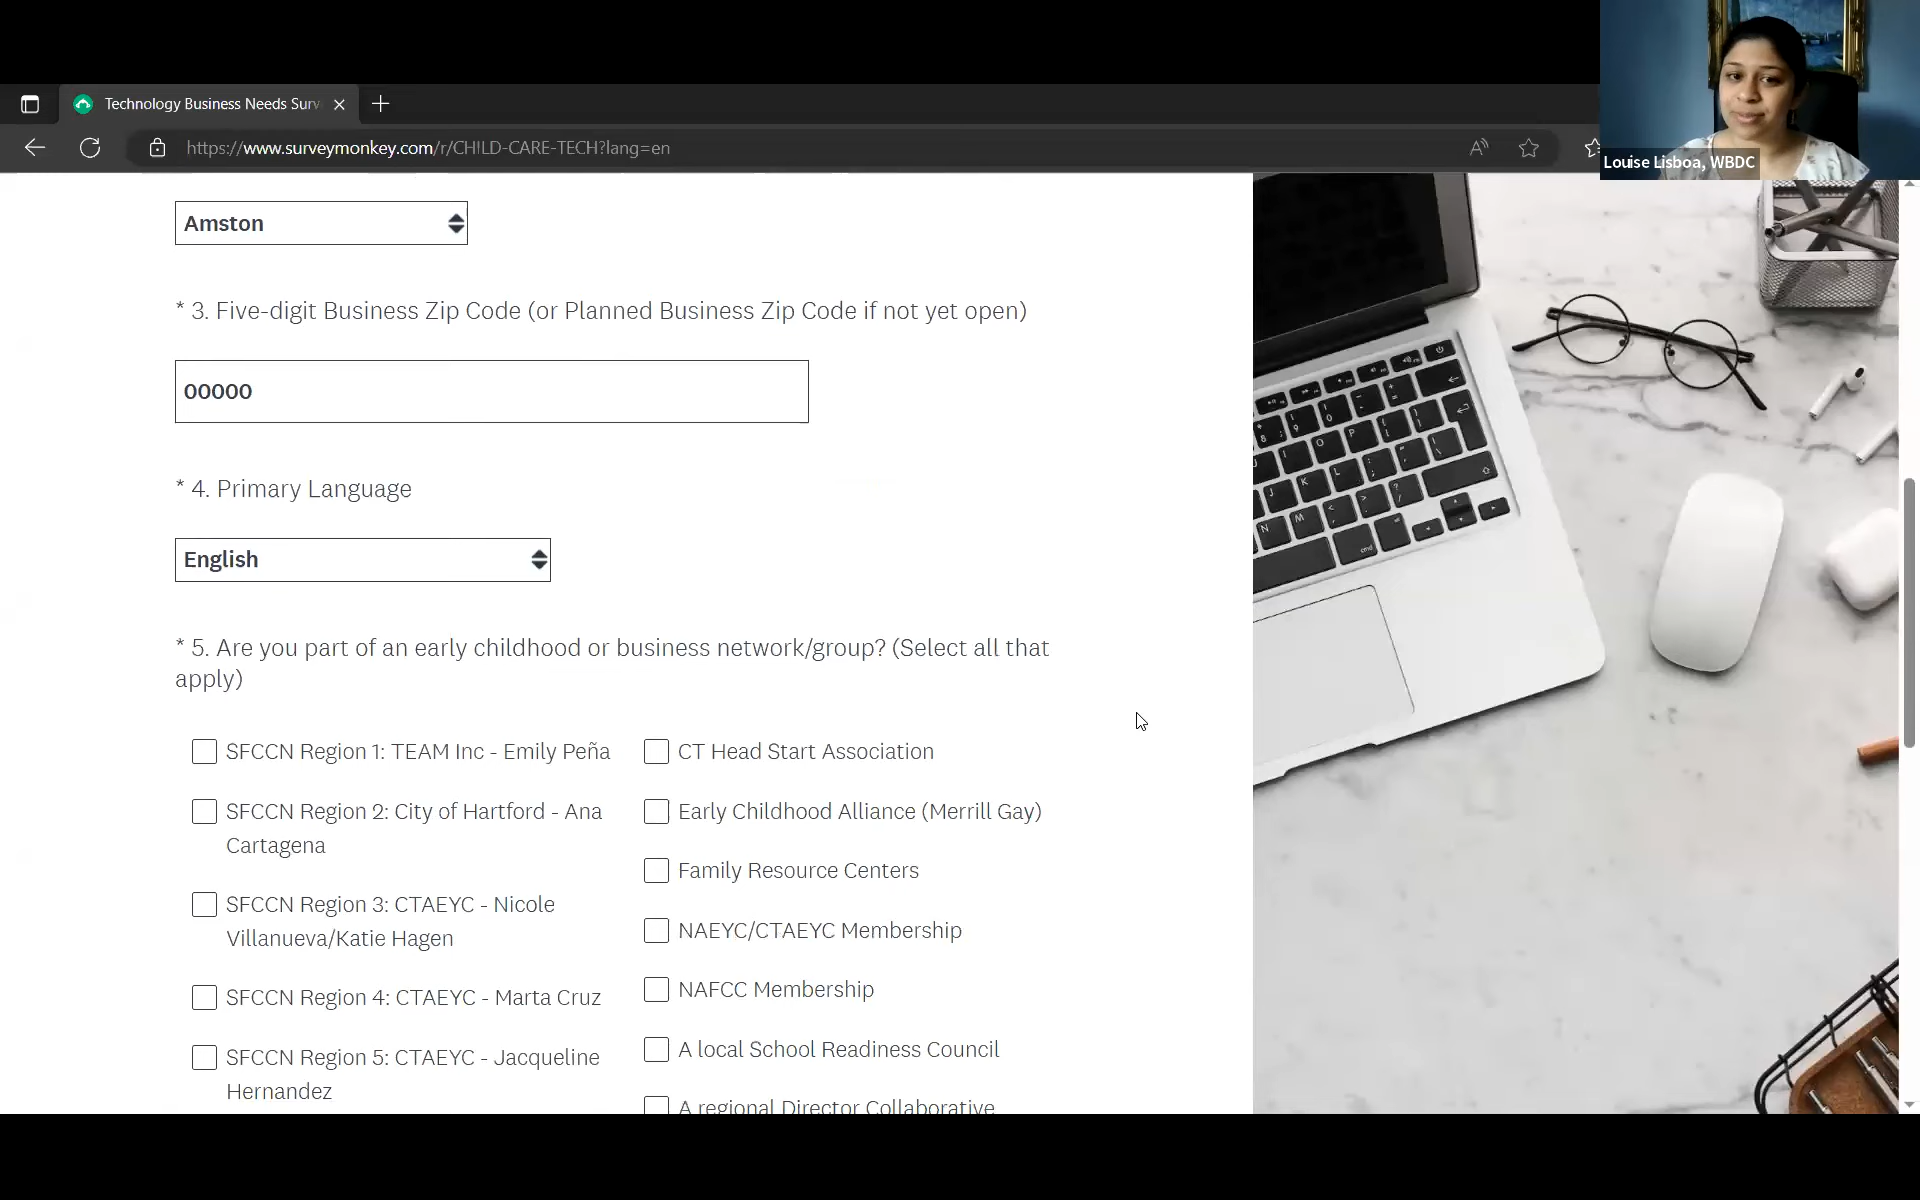 Technology Business Needs Surv
https://www.surveymonkey.com/r/CHILD-CARE-TECH?lang=en
Louise Lisboa, WBDC
Amston
* 3. Five-digit Business Zip Code (or Planned Business Zip Code if not yet open)
00000
* 4. Primary Language
English
* 5. Are you part of an early childhood or business network/group? (Select all that
apply)
SFCCN Region 1: TEAM Inc - Emily Peña
SFCCN Region 2: City of Hartford - Ana
Cartagena
SFCCN Region 3: CTAEYC - Nicole
Villanueva/Katie Hagen
SFCCN Region 4: CTAEYC - Marta Cruz
SFCCN Region 5: CTAEYC - Jacqueline
Hernandez
CT Head Start Association
Early Childhood Alliance (Merrill Gay)
Family Resource Centers
NAEYC/CTAEYC Membership
NAFCC Membership
A local School Readiness Council
A regional Director Collaborative